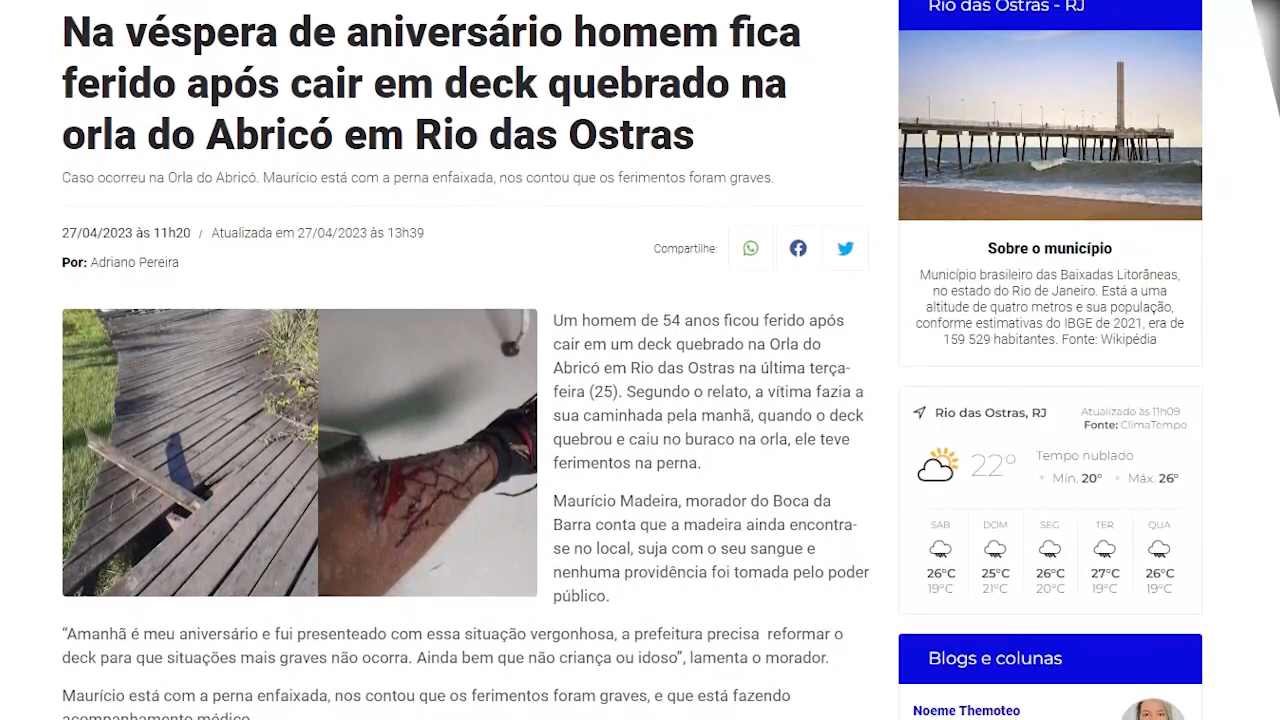 Na véspera de aniversário homem fica
ferido após cair em deck quebrado na
orla do Abricó em Rio das Ostras
Caso ocorreu na Orla do Abricó. Maurício está com a perna enfaixada, nos contou que os ferimentos foram graves.
27/04/2023 às 11h20 / Atualizada em 27/04/2023 às 13h39
Por: Adriano Pereira
Compartilhe:
Um homem de 54 anos ficou ferido após
cair em um deck quebrado na Orla do
Abricó em Rio das Ostras na última terça-
feira (25). Segundo o relato, a vítima fazia a
sua caminhada pela manhã, quando o deck
quebrou e caiu no buraco na orla, ele teve
ferimentos na perna.
Maurício Madeira, morador do Boca da
Barra conta que a madeira ainda encontra-
se no local, suja com o seu sangue e
nenhuma providência foi tomada pelo poder
público.
“Amanhã é meu aniversário e fui presenteado com essa situação vergonhosa, a prefeitura precisa reformar o
deck para que situações mais graves não ocorra. Ainda bem que não criança ou idoso”, lamenta o morador.
Maurício está com a perna enfaixada, nos contou que os ferimentos foram graves, e que está fazendo
acompanhamento médico
Rio das Ostras - RJ
Sobre o município
Município brasileiro das Baixadas Litorâneas,
no estado do Rio de Janeiro. Está a uma
altitude de quatro metros e sua população,
conforme estimativas do IBGE de 2021, era de
159 529 habitantes. Fonte: Wikipédia
Rio das Ostras, RJ
Atualizado às 11h09
Fonte: ClimaTempo
22°
Tempo nublado
Mín. 20° Máx. 26°
SÁB DOM SEG TER QUA
26°C 25°C 26°C 27°C 26°C
19°C 21°C 20°C 19°C 19°C
Blogs e colunas
Noeme Themoteo